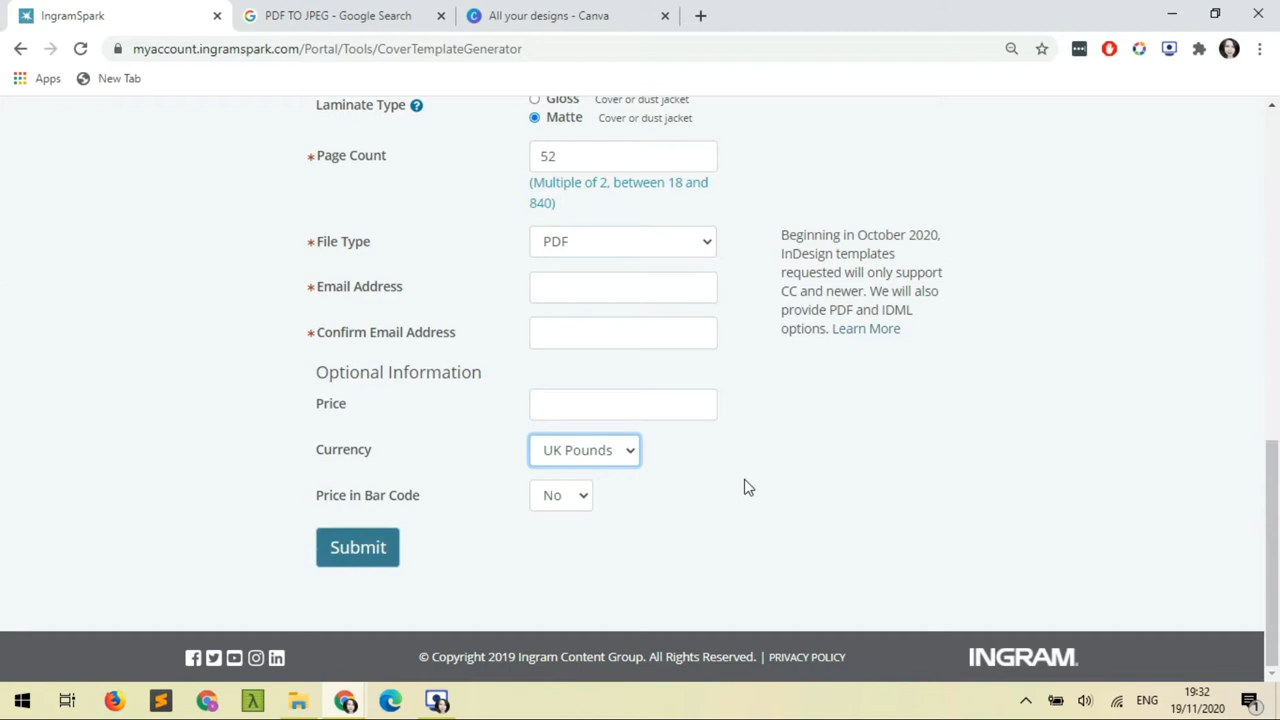 IngramSpark
PDF TO JPEG - Google Search
All your designs - Canva
myaccount.ingramspark.com/Portal/Tools/CoverTemplateGenerator
Apps
New Tab
Laminate Type
Gloss Cover or dust jacket
Matte Cover or dust jacket
*Page Count
52
(Multiple of 2, between 18 and
840)
*File Type
PDF
Beginning in October 2020,
InDesign templates
requested will only support
CC and newer. We will also
provide PDF and IDML
options. Learn More
*Email Address
*Confirm Email Address
Optional Information
Price
Currency
UK Pounds
Price in Bar Code
No
Submit
© Copyright 2019 Ingram Content Group. All Rights Reserved. | PRIVACY POLICY
INGRAM
ENG
19:32
19/11/2020
1